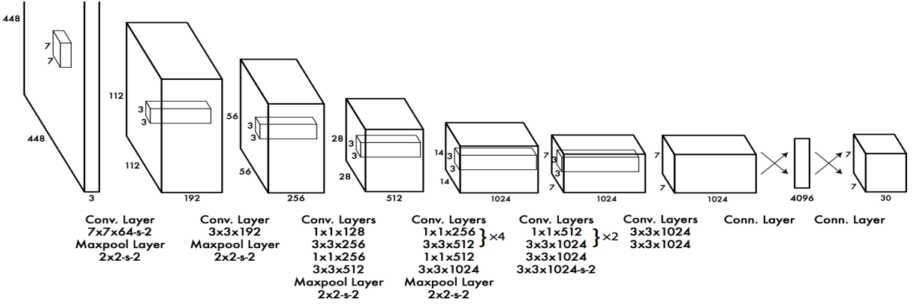 448
7
7
448
3
112
3
3
112
192
56
3
3
56
256
28
3
3
28
512
14
3
3
14
1024
7
3
3
7
1024
7
7
1024
4096
7
7
30
Conv. Layer
7x7x64-s-2
Maxpool Layer
2x2-s-2
Conv. Layer
3x3x192
Maxpool Layer
2x2-s-2
Conv. Layers
1x1x128
3x3x256
1x1x256
3x3x512
Maxpool Layer
2x2-s-2
Conv. Layers
1x1x256
3x3x512
}×4
1x1x512
3x3x1024
Maxpool Layer
2x2-s-2
Conv. Layers
1x1x512
3x3x1024
}×2
3x3x1024
3x3x1024-s-2
Conv. Layers
3x3x1024
3x3x1024
Conn. Layer
Conn. Layer